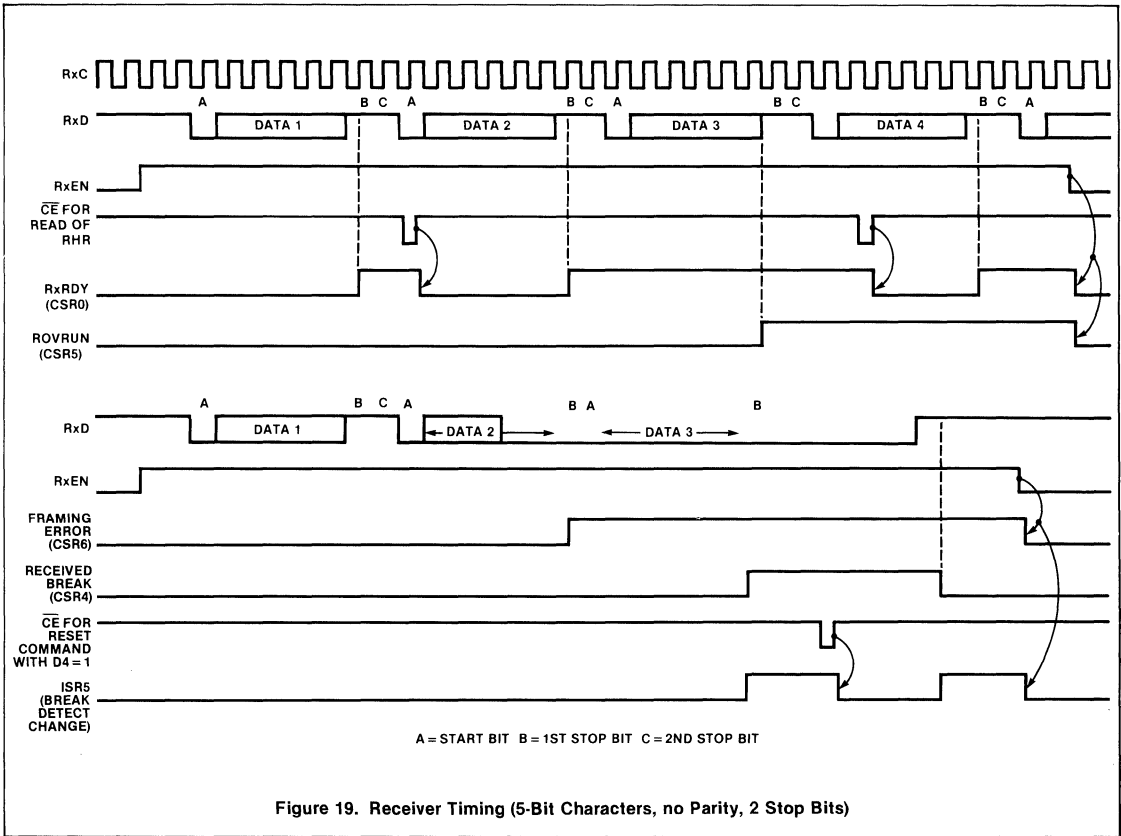 RxC
A B C A B C A B C B C A
RxD DATA 1 DATA 2 DATA 3 DATA 4
RxEN
CE FOR
READ OF
RHR
RxRDY
(CSR0)
ROVRUN
(CSR5)
A B C A B A B
RxD DATA 1 DATA 2 DATA 3
RxEN
FRAMING
ERROR
(CSR6)
RECEIVED
BREAK
(CSR4)
CE FOR
RESET
COMMAND
WITH D4 = 1
ISR5
(BREAK
DETECT
CHANGE)
A = START BIT B = 1ST STOP BIT C = 2ND STOP BIT
Figure 19. Receiver Timing (5-Bit Characters, no Parity, 2 Stop Bits)